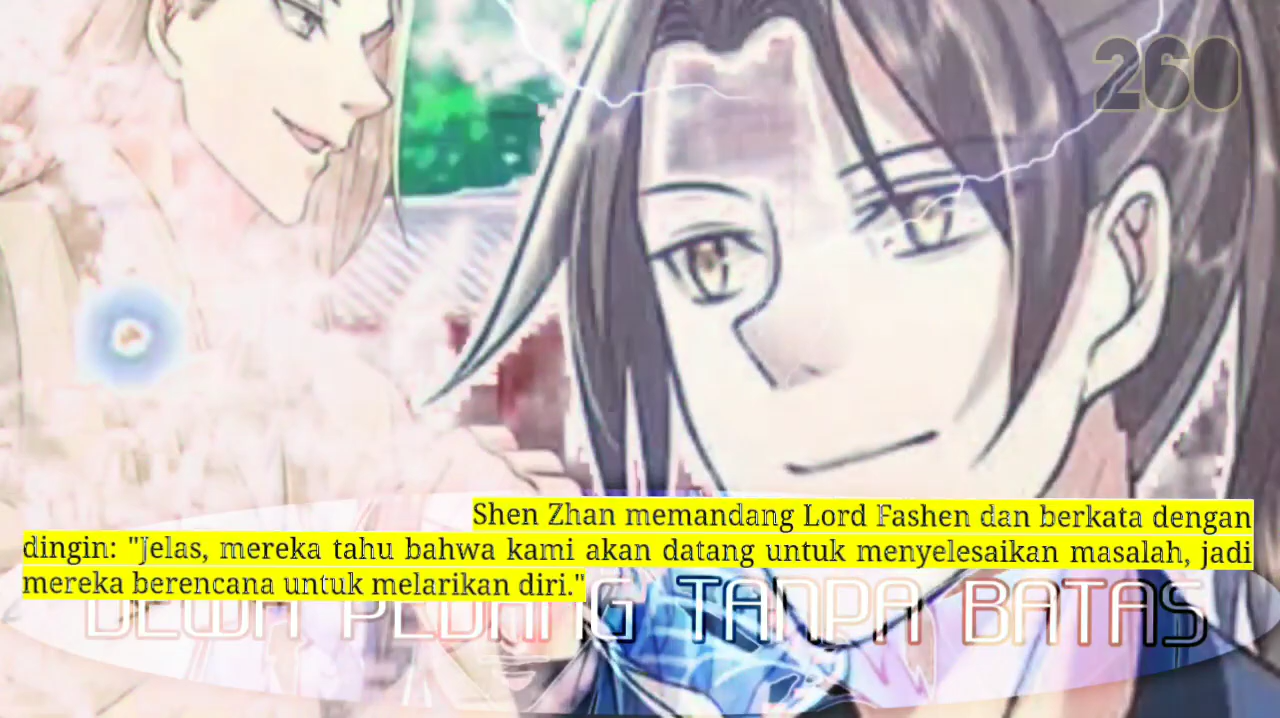 260
Shen Zhan memandang Lord Fashen dan berkata dengan
dingin: "Jelas, mereka tahu bahwa kami akan datang untuk menyelesaikan masalah, jadi
mereka berencana untuk melarikan diri."
DEWA PEDANG TANPA BATAS